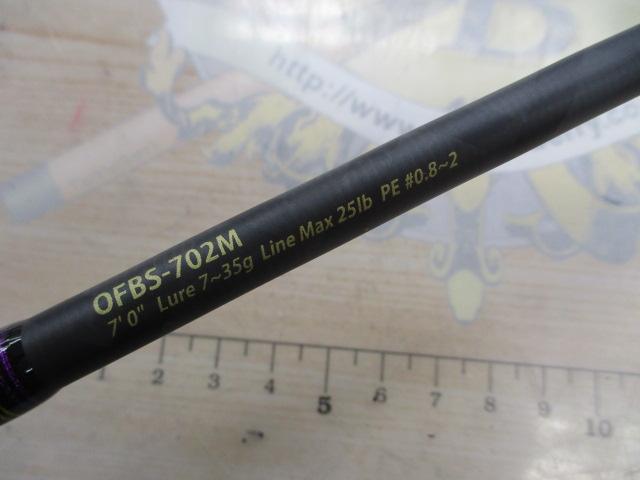 http://www.
OFBS-702M
7' 0" Lure 7~35g Line Max 25lb PE #0.8~2
1 2 3 4 5 6 7 8 9 10